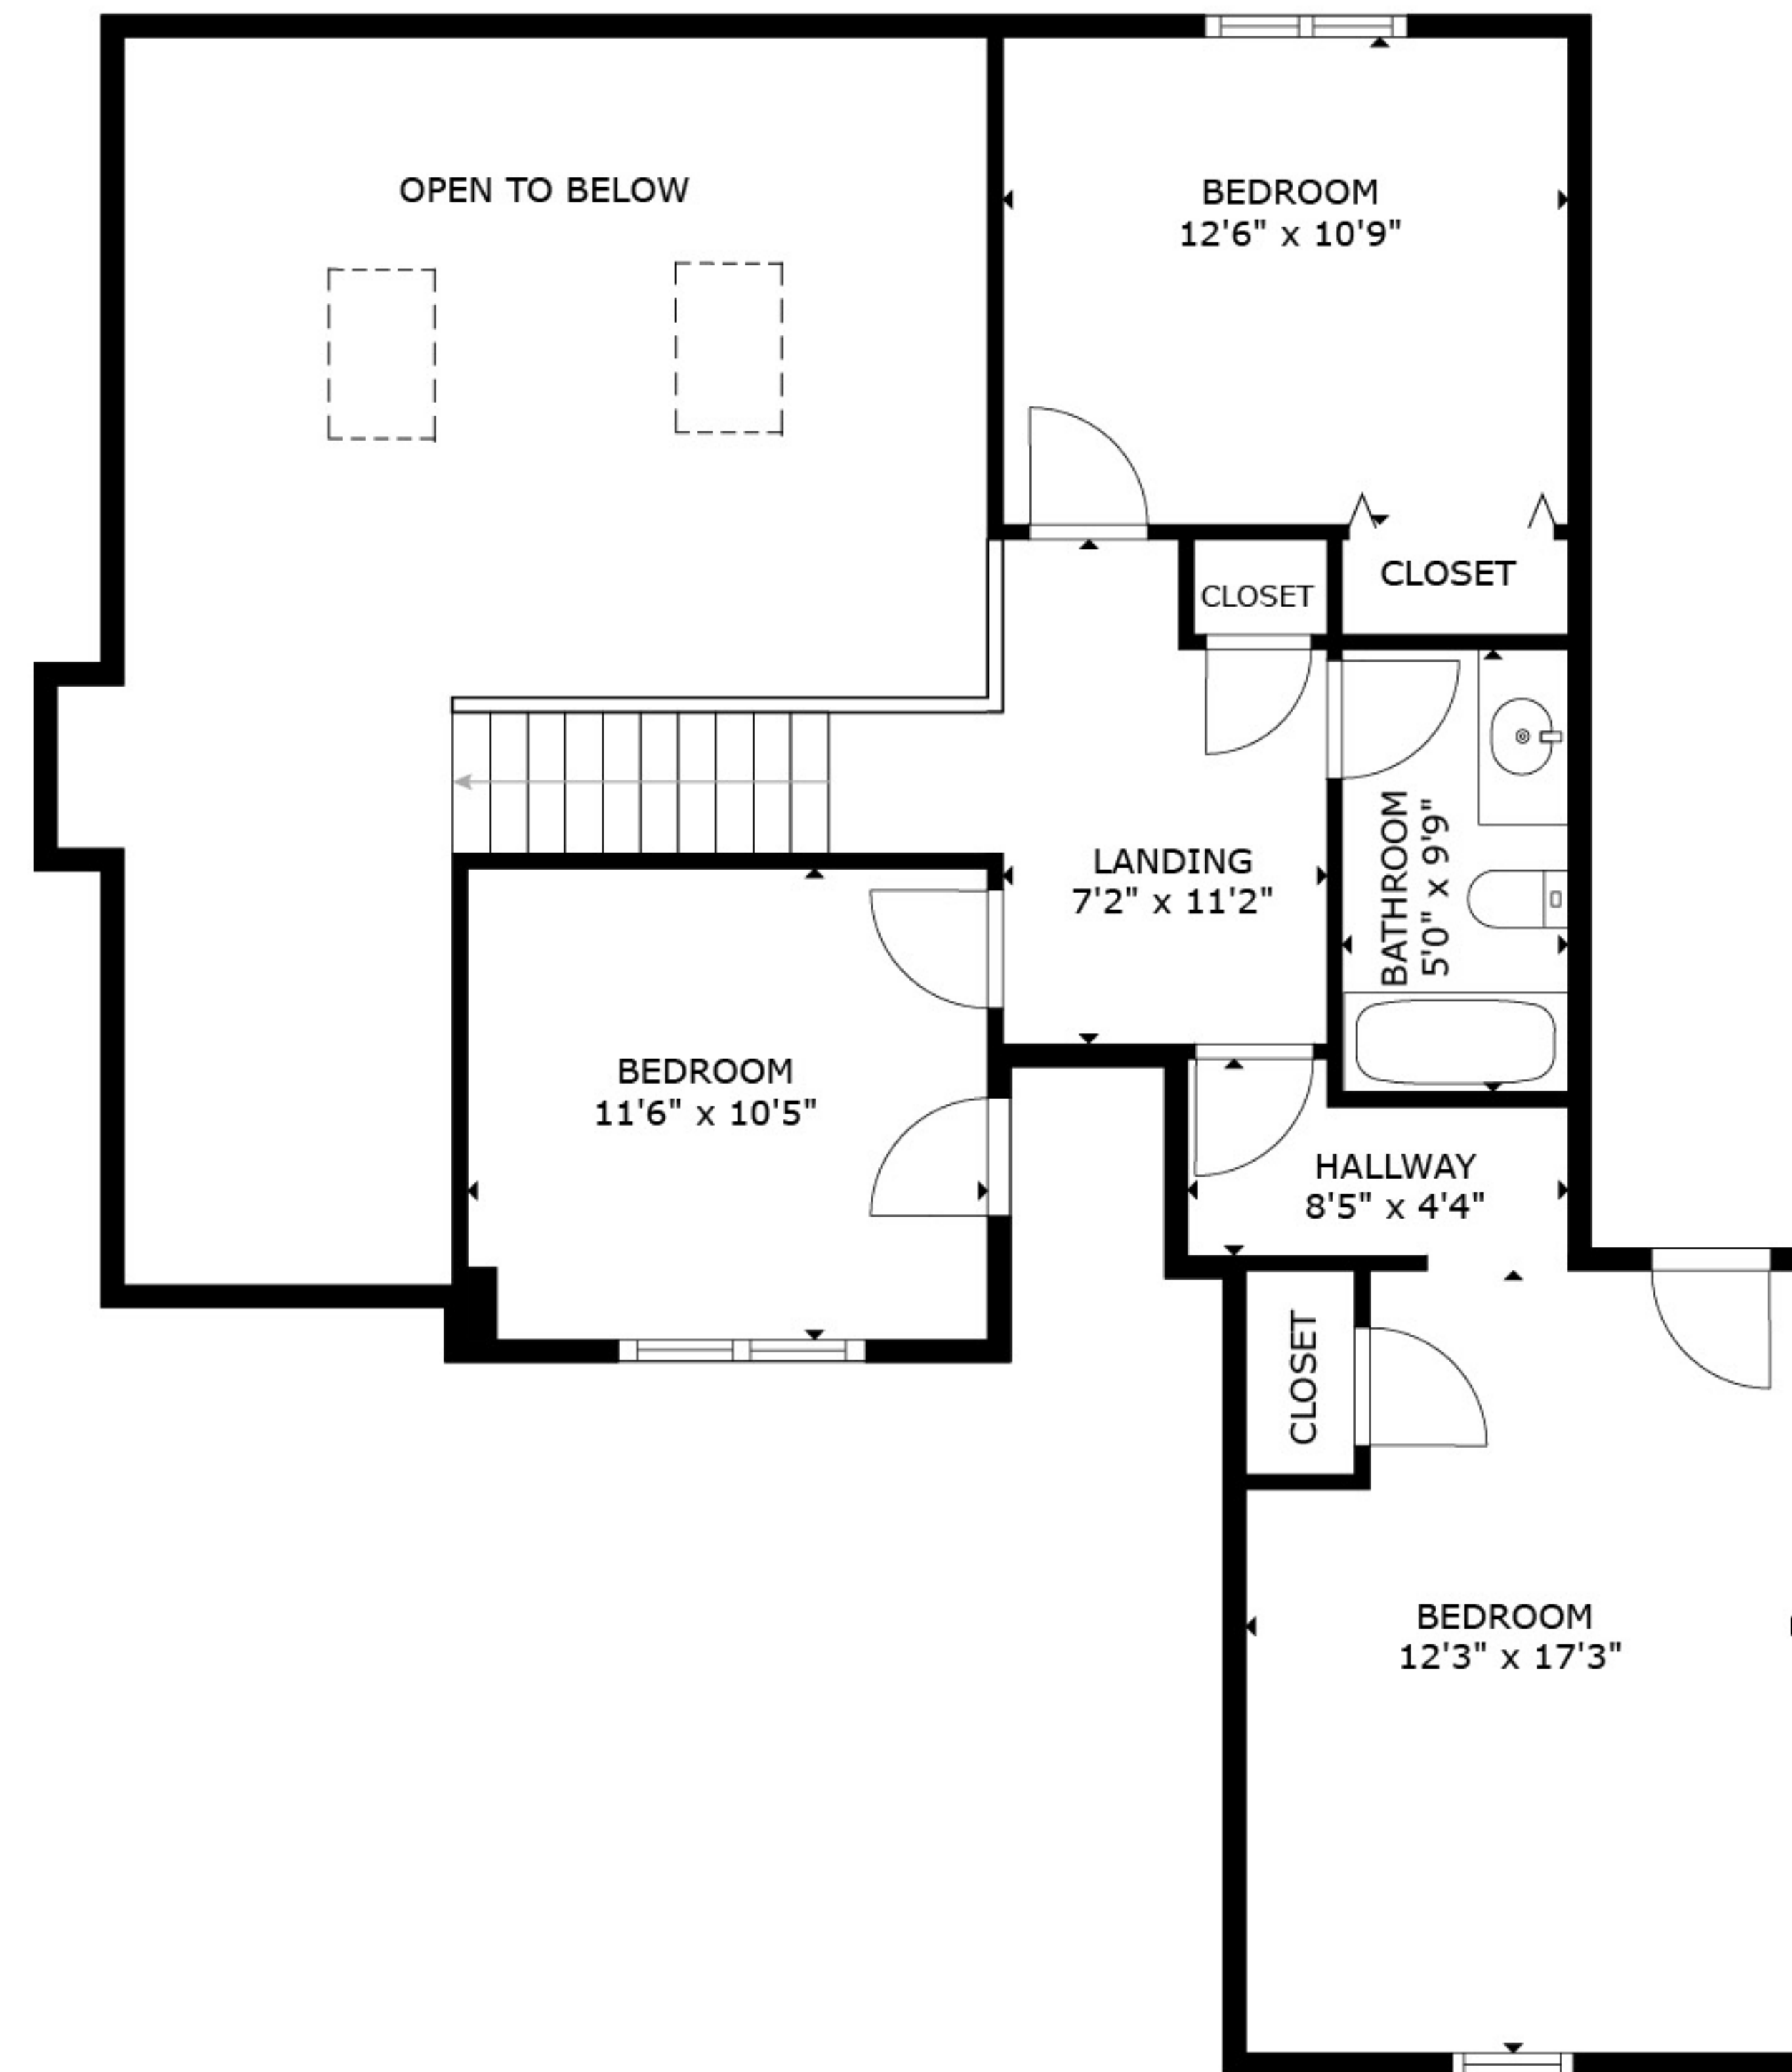 OPEN TO BELOW
BEDROOM
12'6" x 10'9"
CLOSET
CLOSET
LANDING
7'2" x 11'2"
BATHROOM
5'0" x 9'9"
BEDROOM
11'6" x 10'5"
HALLWAY
8'5" x 4'4"
CLOSET
BEDROOM
12'3" x 17'3"